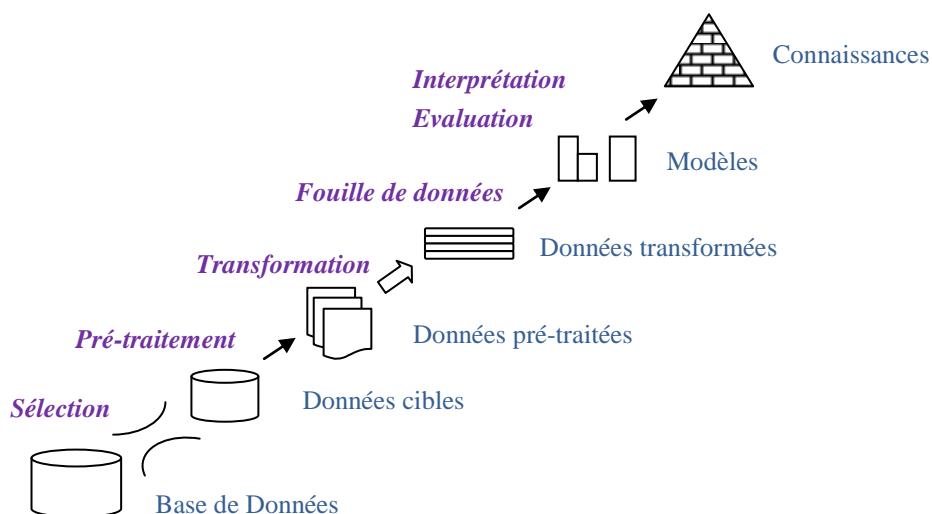 Connaissances
Interprétation
Evaluation
Modèles
Fouille de données
Données transformées
Transformation
Pré-traitement
Données pré-traitées
Sélection
Données cibles
Base de Données